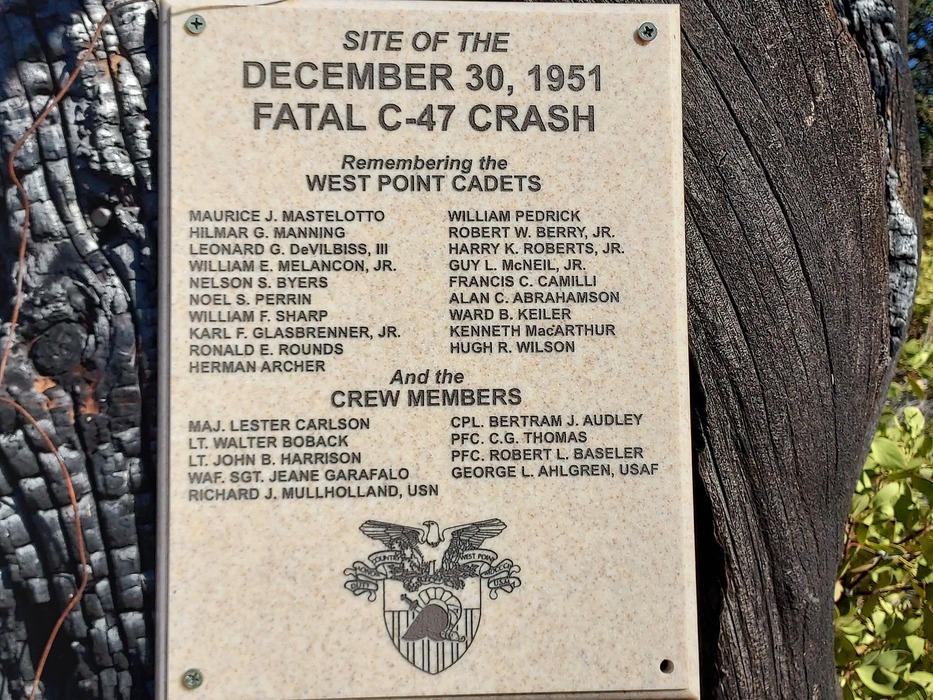 SITE OF THE
DECEMBER 30, 1951
FATAL C-47 CRASH
Remembering the
WEST POINT CADETS
MAURICE J. MASTELOTTO
HILMAR G. MANNING
LEONARD G. DeVILBISS, III
WILLIAM E. MELANCON, JR.
NELSON S. BYERS
NOEL S. PERRIN
WILLIAM F. SHARP
KARL F. GLASBRENNER, JR.
RONALD E. ROUNDS
HERMAN ARCHER
WILLIAM PEDRICK
ROBERT W. BERRY, JR.
HARRY K. ROBERTS, JR.
GUY L. McNEIL, JR.
FRANCIS C. CAMILLI
ALAN C. ABRAHAMSON
WARD B. KEILER
KENNETH MacARTHUR
HUGH R. WILSON
And the
CREW MEMBERS
MAJ. LESTER CARLSON
LT. WALTER BOBACK
LT. JOHN B. HARRISON
WAF. SGT. JEANE GARAFALO
RICHARD J. MULLHOLLAND, USN
CPL. BERTRAM J. AUDLEY
PFC. C.G. THOMAS
PFC. ROBERT L. BASELER
GEORGE L. AHLGREN, USAF
WEST POINT
DUTY